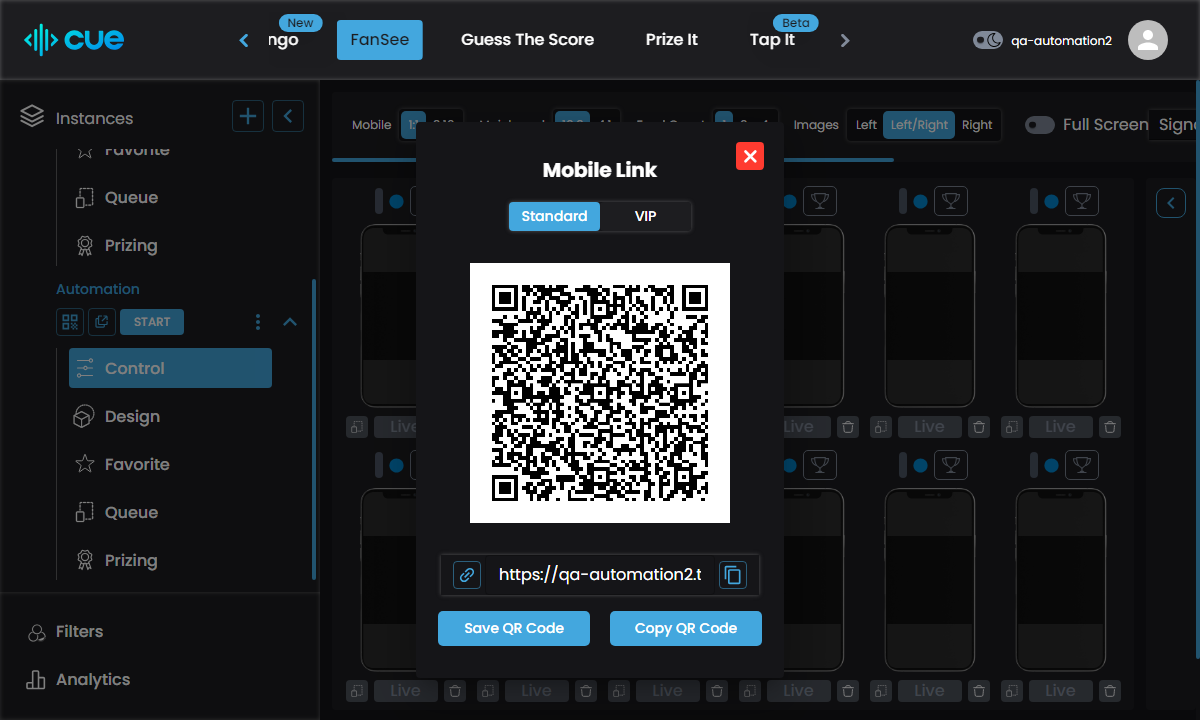 cue
ngo
New
FanSee
Guess The Score
Prize It
Tap It
Beta
qa-automation2
Instances
Favorite
Queue
Prizing
Automation
START
Control
Design
Favorite
Queue
Prizing
Filters
Analytics
Mobile
1:1
Images
Left
Left/Right
Right
Full Screen
Mobile Link
Standard
VIP
https://qa-automation2.t
Save QR Code
Copy QR Code
Live
Live
Live
Live
Live
Live
Live
Live
Live
Live